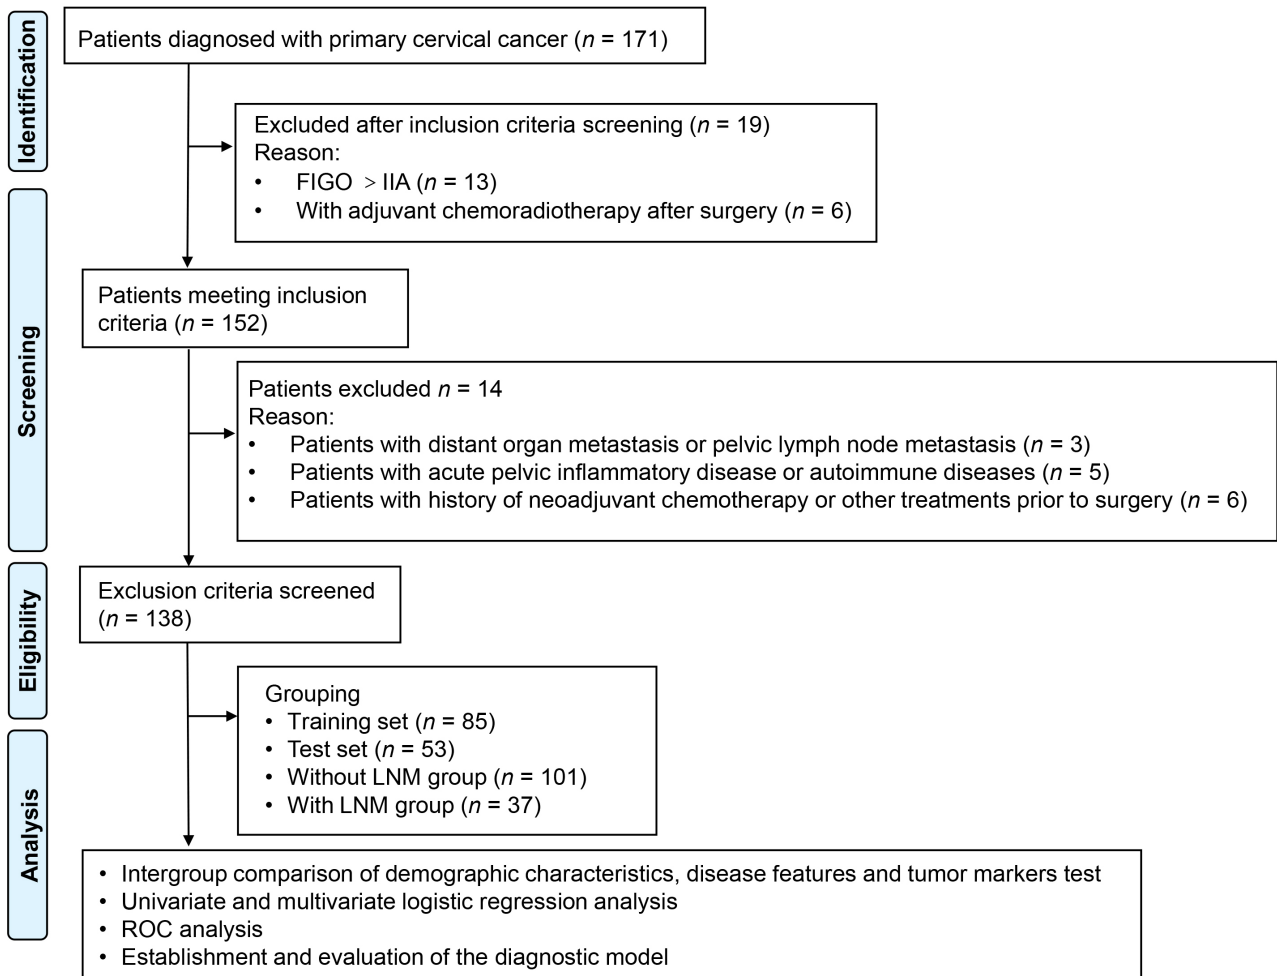 Identification
Patients diagnosed with primary cervical cancer (n = 171)
Excluded after inclusion criteria screening (n = 19)
Reason:
• FIGO > IIA (n = 13)
• With adjuvant chemoradiotherapy after surgery (n = 6)
Screening
Patients meeting inclusion
criteria (n = 152)
Patients excluded n = 14
Reason:
• Patients with distant organ metastasis or pelvic lymph node metastasis (n = 3)
• Patients with acute pelvic inflammatory disease or autoimmune diseases (n = 5)
• Patients with history of neoadjuvant chemotherapy or other treatments prior to surgery (n = 6)
Eligibility
Exclusion criteria screened
(n = 138)
Grouping
• Training set (n = 85)
• Test set (n = 53)
• Without LNM group (n = 101)
• With LNM group (n = 37)
Analysis
• Intergroup comparison of demographic characteristics, disease features and tumor markers test
• Univariate and multivariate logistic regression analysis
• ROC analysis
• Establishment and evaluation of the diagnostic model